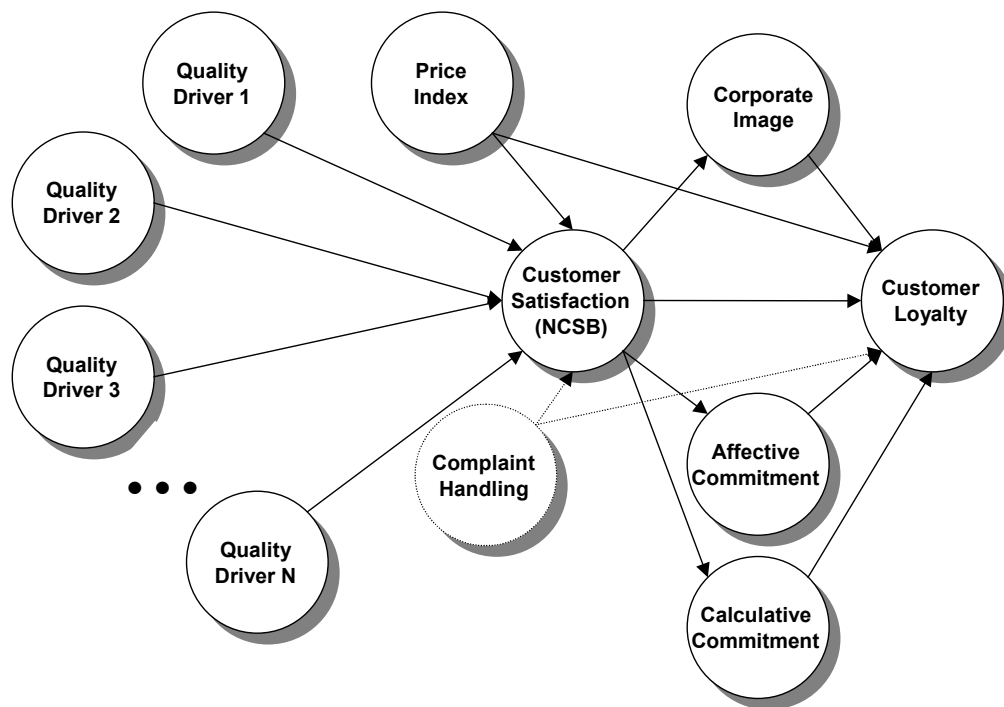 Quality
Driver 1
Price
Index
Corporate
Image
Quality
Driver 2
Customer
Satisfaction
(NCSB)
Customer
Loyalty
Quality
Driver 3
Complaint
Handling
Affective
Commitment
Quality
Driver N
Calculative
Commitment